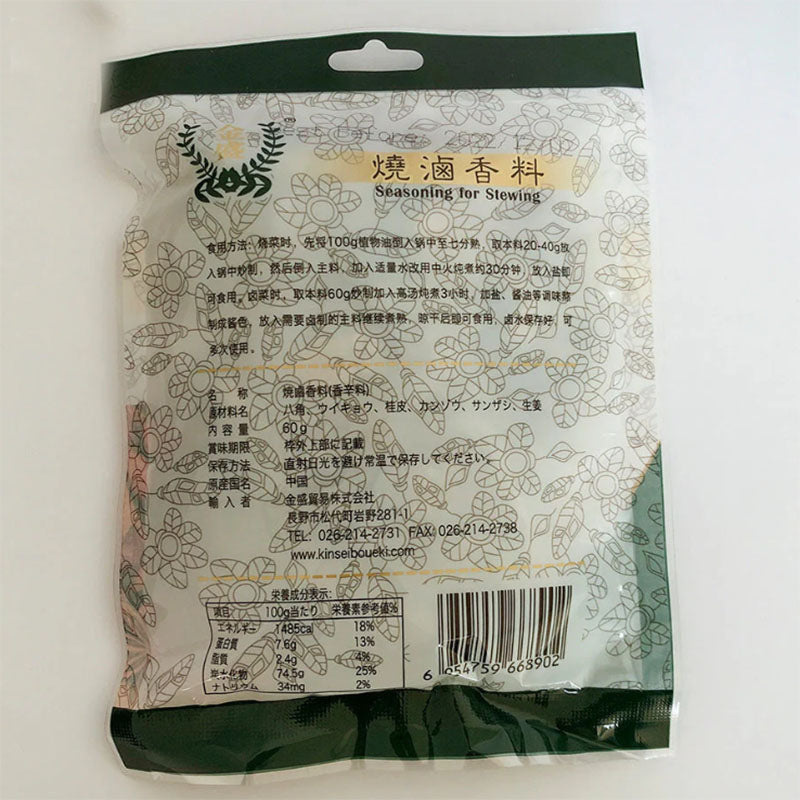 金盛
燒滷香料
Seasoning for Stewing
食用方法：烧菜时，先将100g植物油倒入锅中至七分熟，取本料20-40g放
入锅中炒制，然后倒入主料、加入适量水改用中火炖煮约30分钟，放入盐即
可食用。卤菜时，取本料60g炒制加入高汤炖煮3小时，加盐、酱油等调味熬
制成酱色，放入需要卤制的主料继续煮熟，晾干后即可食用，卤水保存好，可
多次使用。
名 称 焼鹵香料(香辛料)
原材料名 八角、ウイキョウ、桂皮、カンゾウ、サンザシ、生姜
内 容 量 60g
賞味期限 枠外上部に記載
保存方法 直射日光を避け常温で保存してください。
原産国名 中国
輸 入 者 金盛貿易株式会社
長野市松代町岩野281-1
TEL: 026-214-2731 FAX: 026-214-2738
www.kinseiboueki.com
栄養成分表示:
項目 100g当たり 栄養素参考値%
エネルギー 1485cal 18%
蛋白質 7.6g 13%
脂質 2.4g 4%
炭水化物 74.5g 25%
ナトリウム 34mg 2%
6 954759 668902